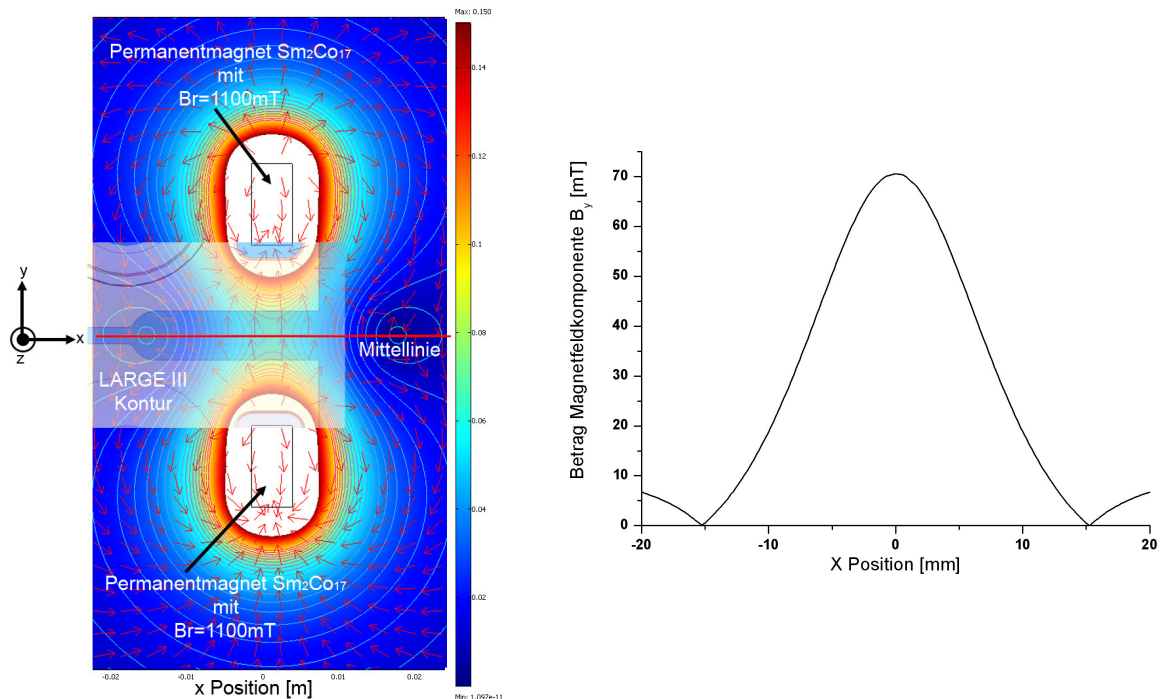 Max: 0.150
Permanentmagnet Sm₂Co₁₇
mit
Br=1100mT
0.14
0.12
0.1
0.08
0.06
0.04
0.02
y
x
z
Mittellinie
LARGE III
Kontur
Permanentmagnet Sm₂Co₁₇
mit
Br=1100mT
-0.02
-0.01
0
0.01
0.02
x Position [m]
Min: 1.097e-11
Betrag Magnetfeldkomponente B_y [mT]
70
60
50
40
30
20
10
0
-20
-10
0
10
20
X Position [mm]